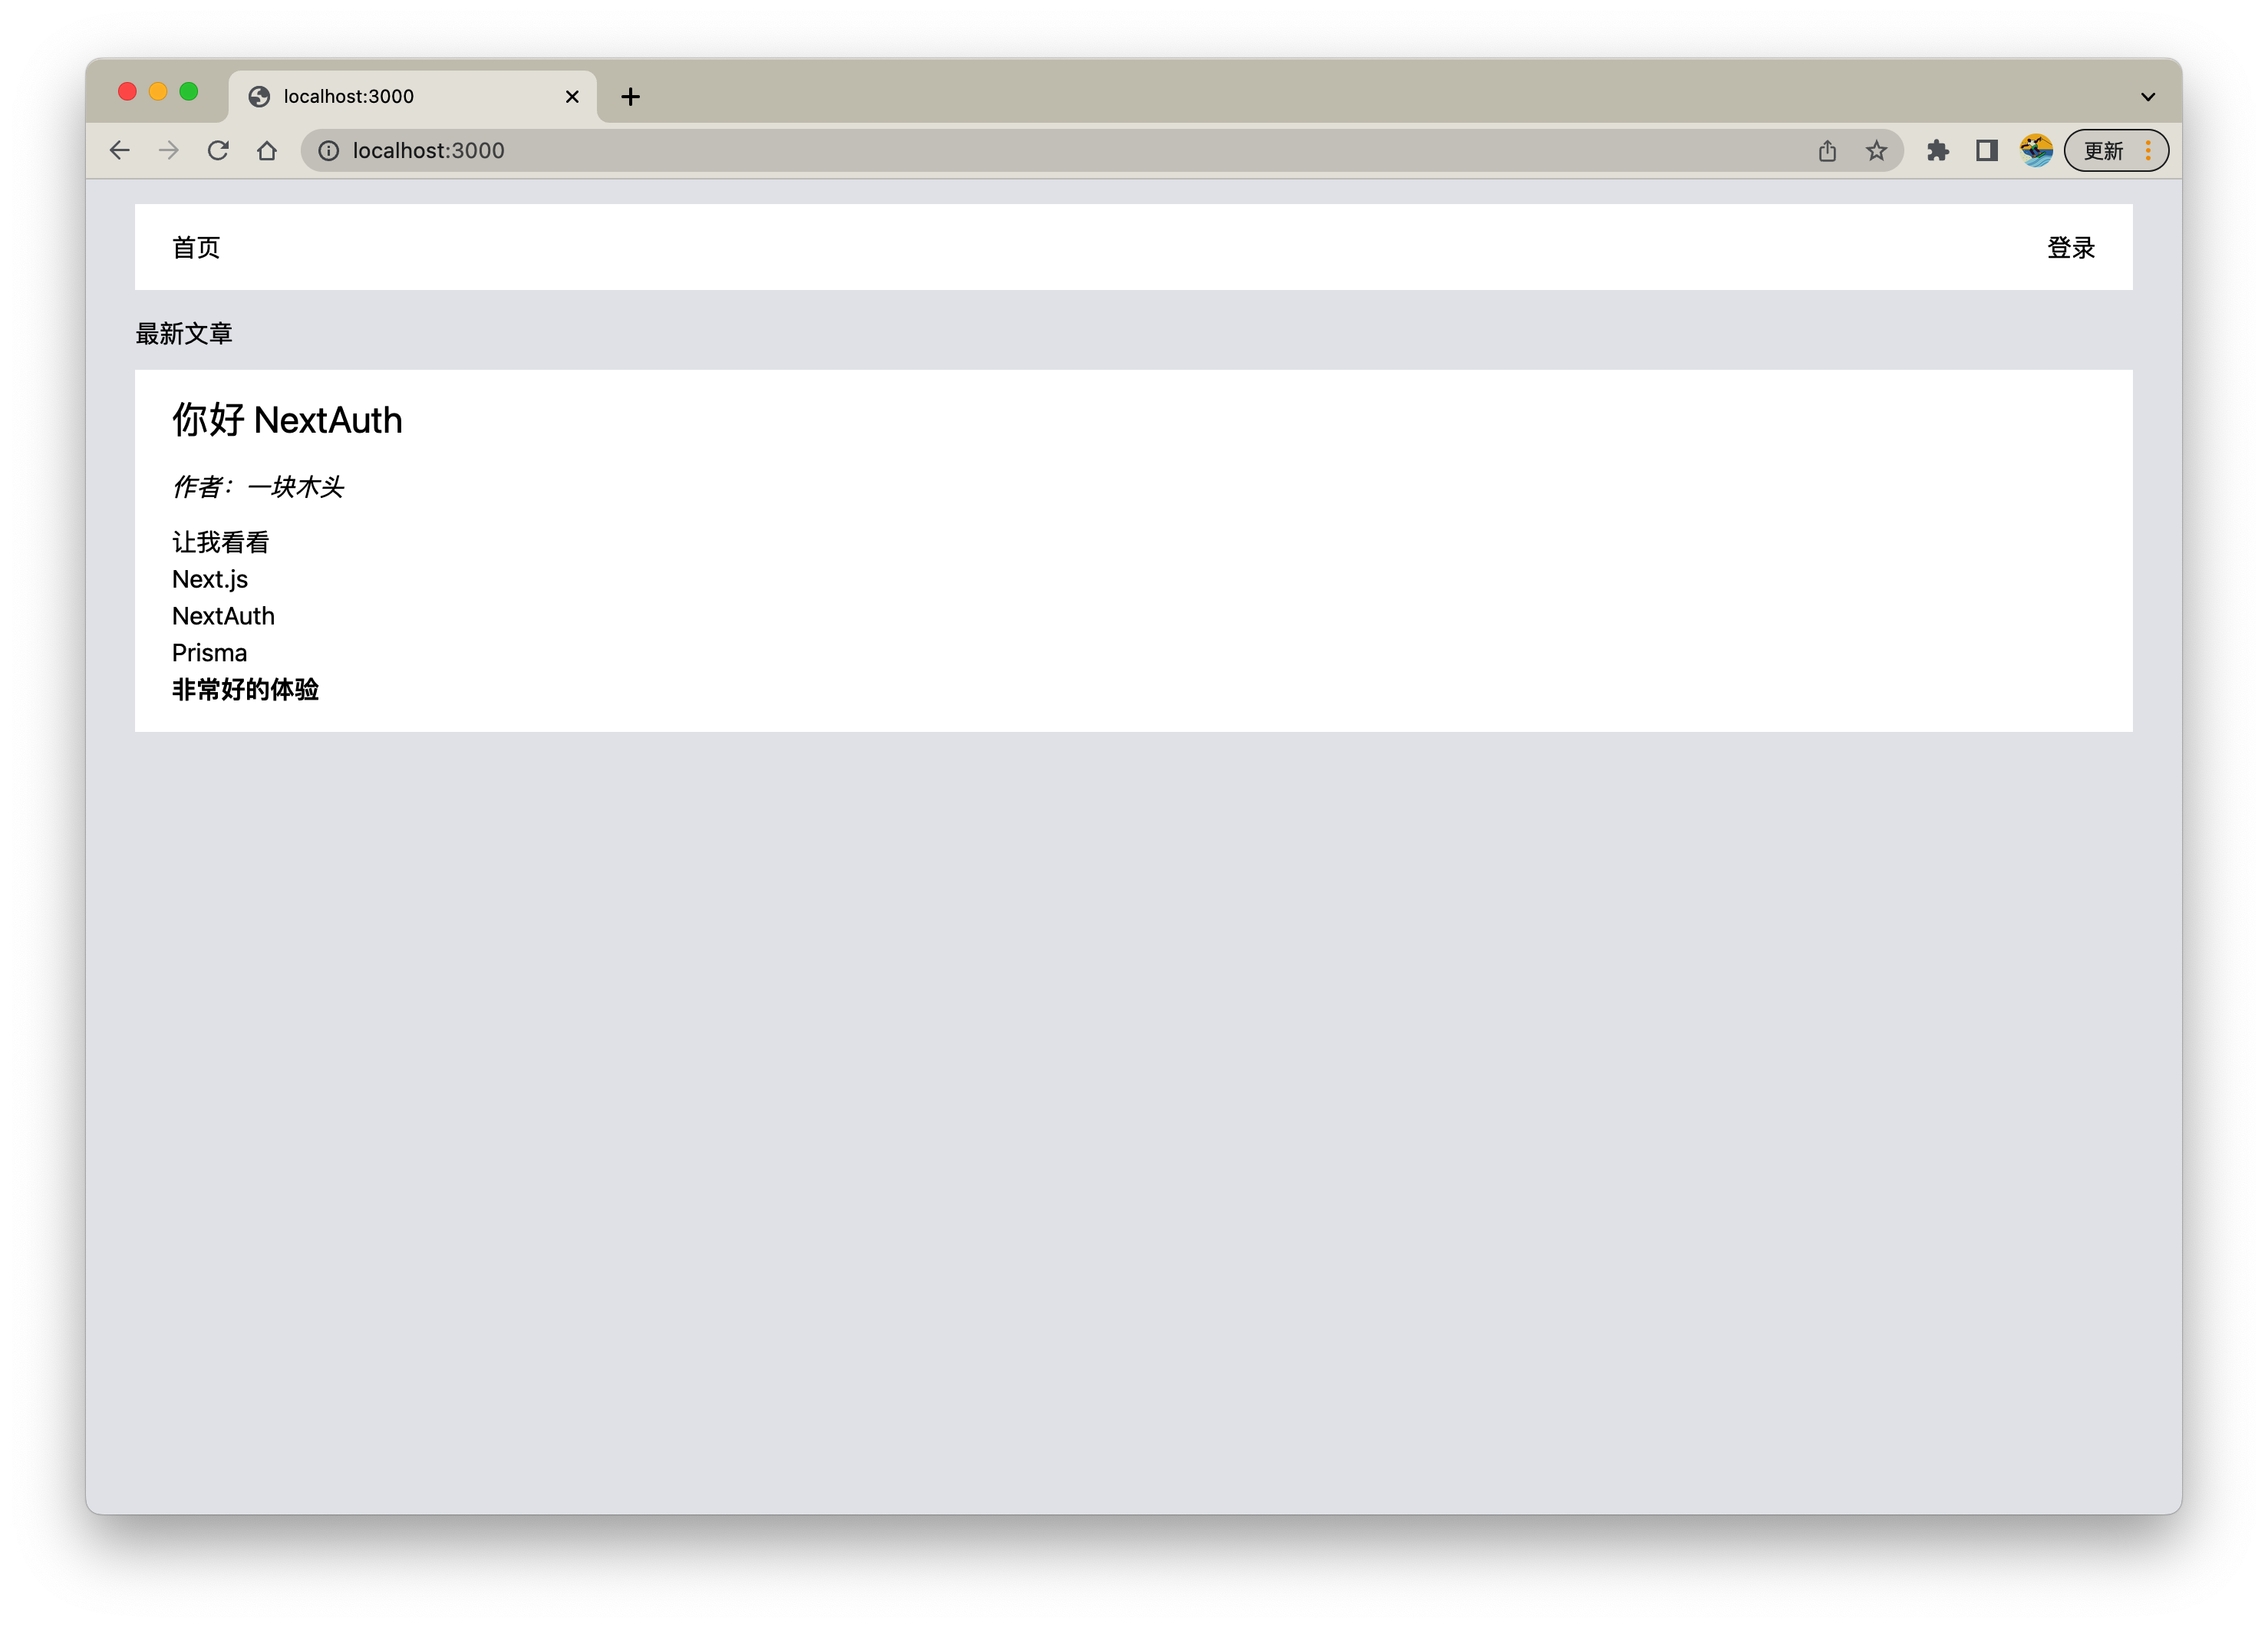 localhost:3000
localhost:3000
更新
首页
登录
最新文章
你好 NextAuth
作者：一块木头
让我看看
Next.js
NextAuth
Prisma
非常好的体验